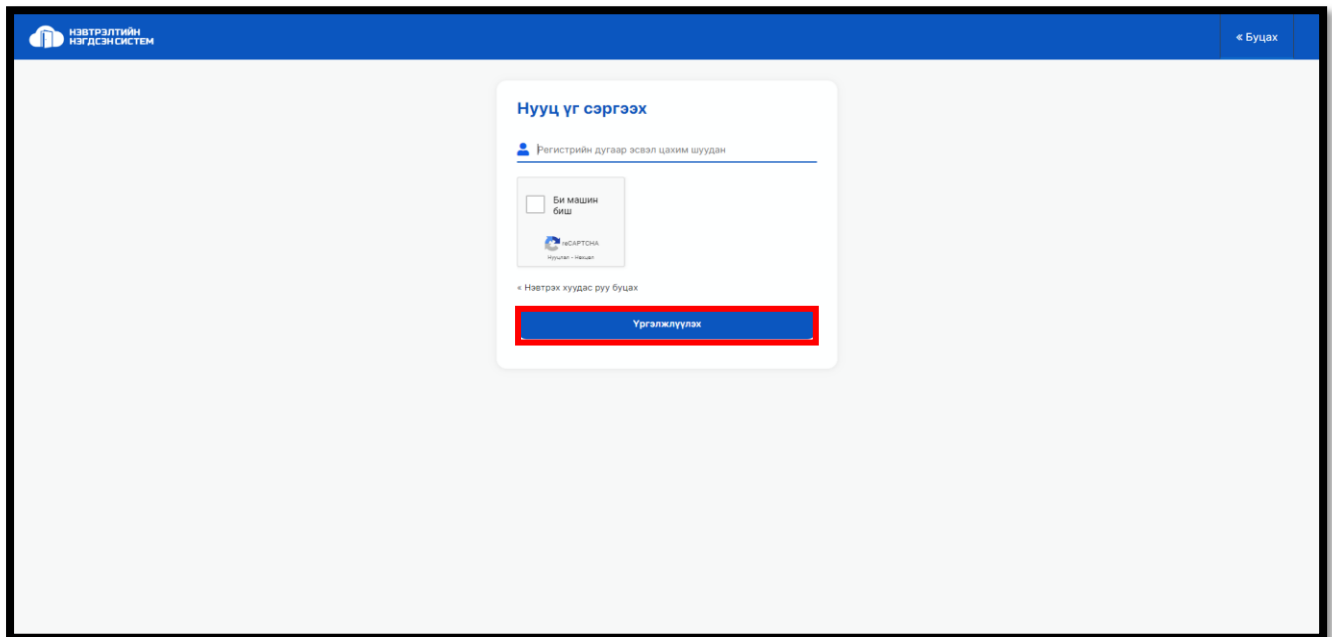 НЭВТРЭЛТИЙН
НЭГДСЭН СИСТЕМ
« Буцах
Нууц үг сэргээх
Регистрийн дугаар эсвэл цахим шуудан
Би машин
биш
reCAPTCHA
Нууцлал - Нөхцөл
« Нэвтрэх хуудас руу буцах
Үргэлжлүүлэх